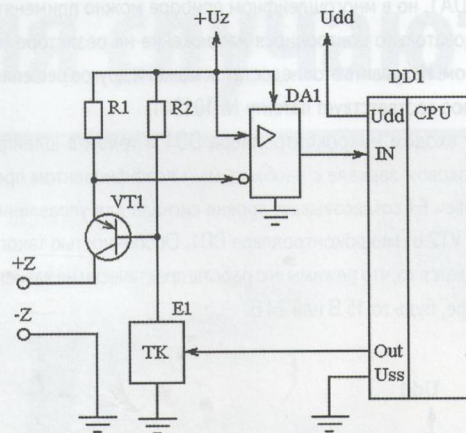 +Uz
Udd
DA1
DD1
R1
R2
Udd
CPU
IN
VT1
+Z
-Z
E1
TK
Out
Uss